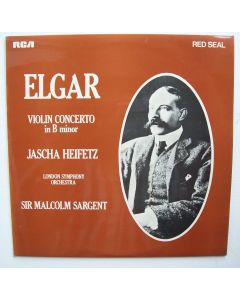 RCA
RED SEAL
ELGAR
VIOLIN CONCERTO
in B minor
JASCHA HEIFETZ
LONDON SYMPHONY
ORCHESTRA
SIR MALCOLM SARGENT